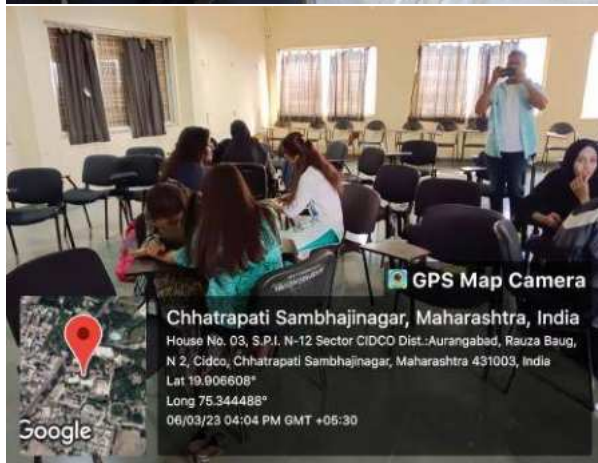 GPS Map Camera
Chhatrapati Sambhajinagar, Maharashtra, India
House No. 03, S.P.I. N-12 Sector CIDCO Dist.:Aurangabad, Rauza Baug,
N 2, Cidco, Chhatrapati Sambhajinagar, Maharashtra 431003, India
Lat 19.906608°
Long 75.344488°
06/03/23 04:04 PM GMT +05:30
Google